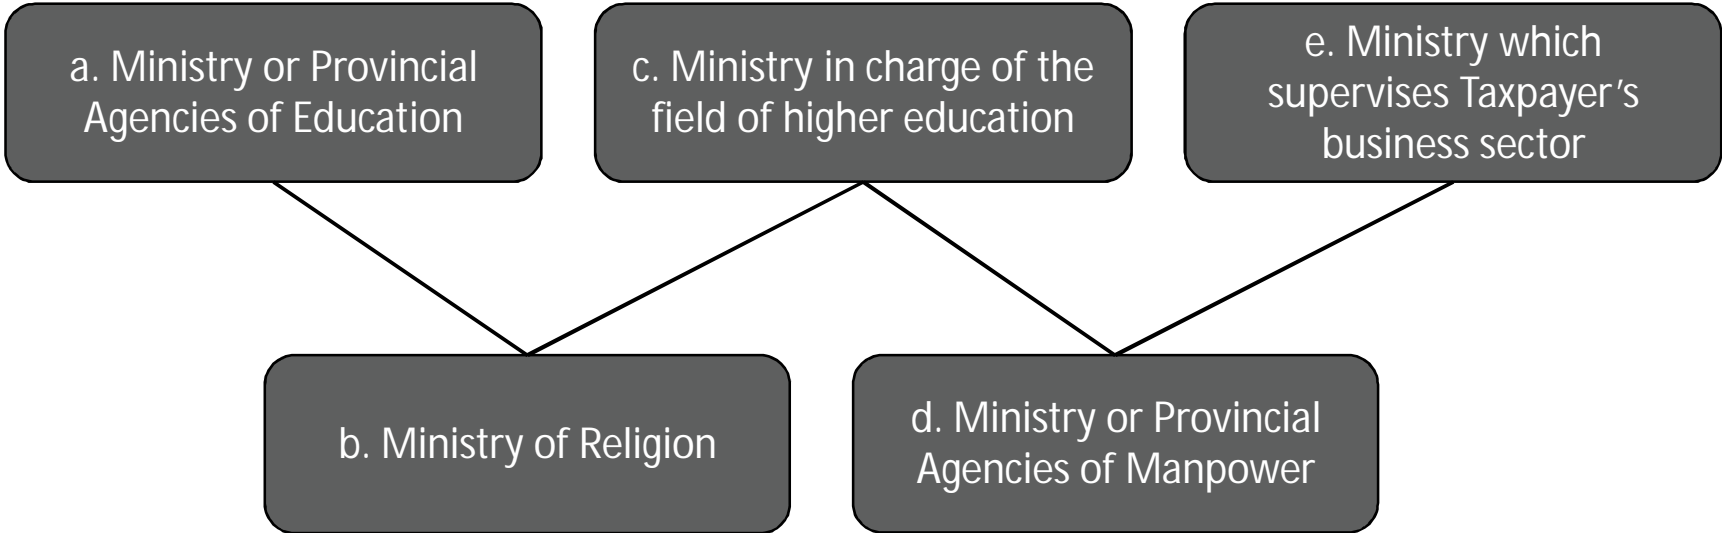 a. Ministry or Provincial
Agencies of Education
c. Ministry in charge of the
field of higher education
e. Ministry which
supervises Taxpayer's
business sector
b. Ministry of Religion
d. Ministry or Provincial
Agencies of Manpower